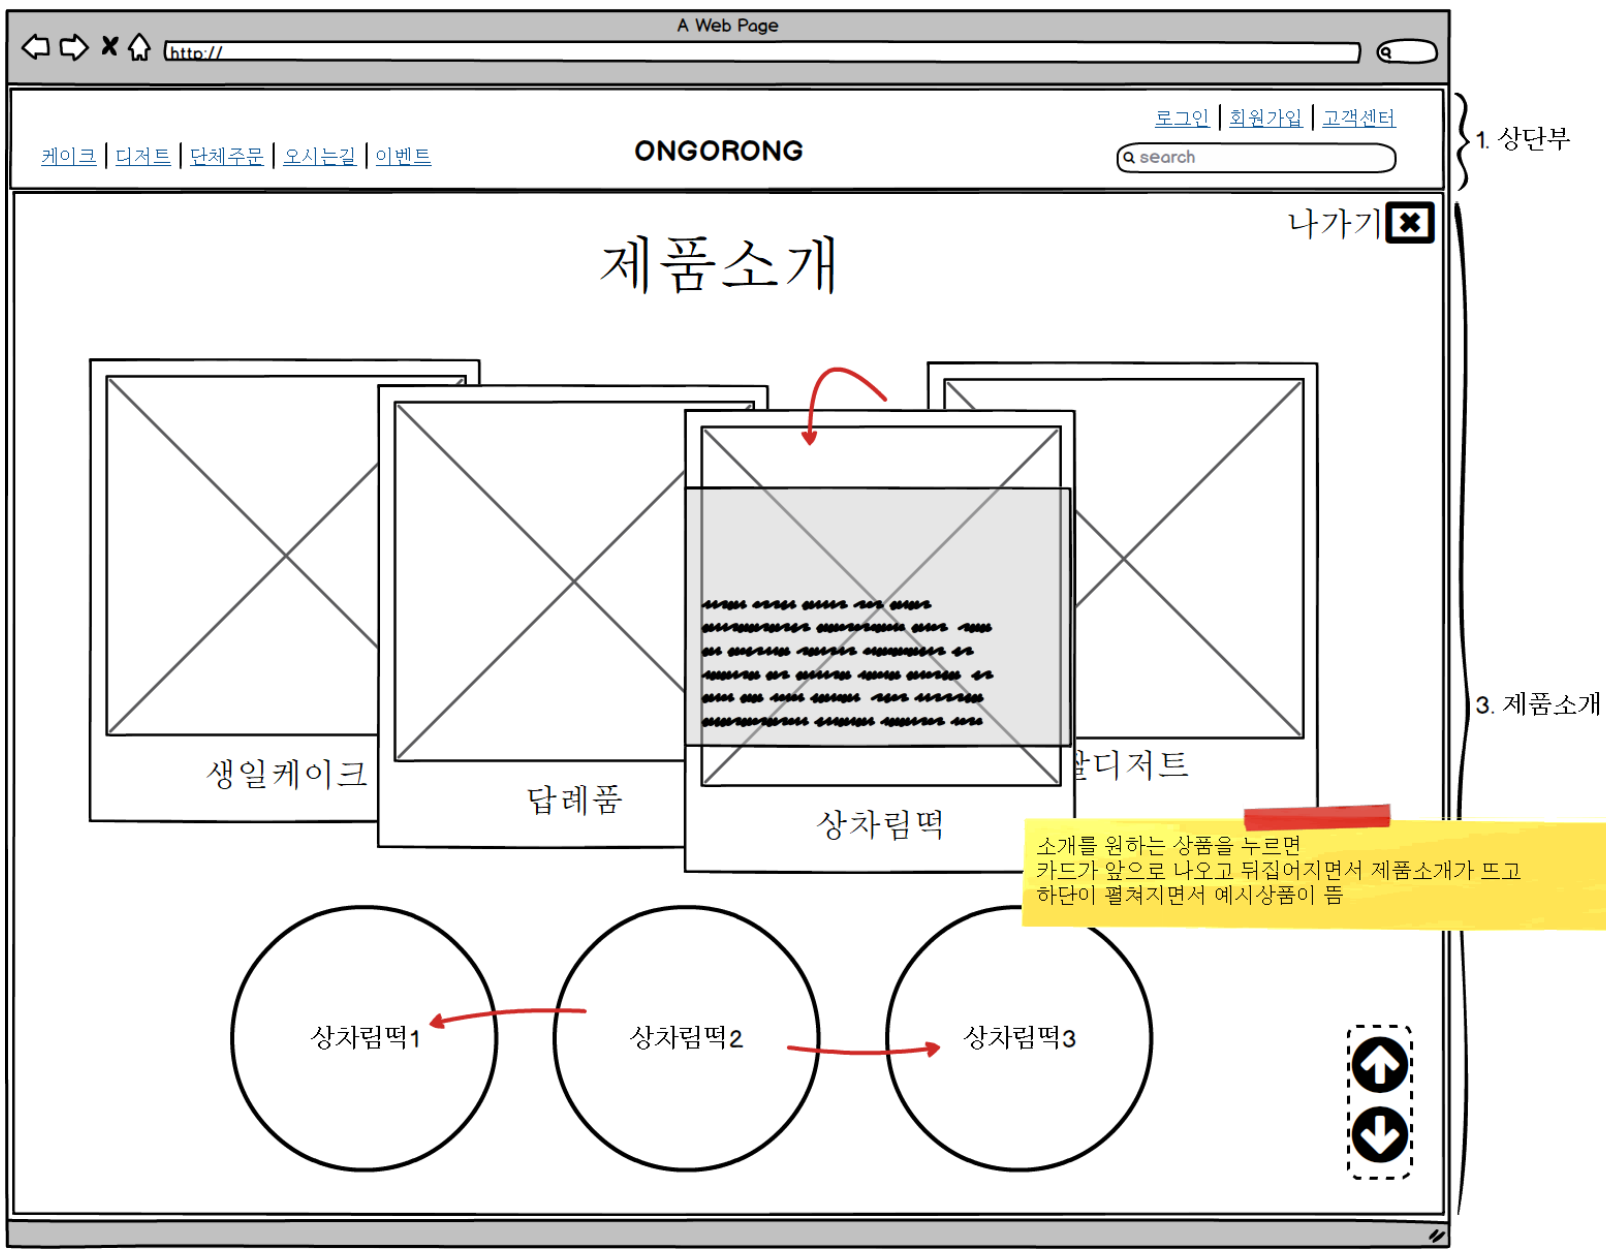 A Web Page
http://
로그인 | 회원가입 | 고객센터
케이크 | 디저트 | 단체주문 | 오시는길 | 이벤트
ONGORONG
search
1. 상단부
나가기
제품소개
3. 제품소개
생일케이크
답례품
상차림떡
디저트
소개를 원하는 상품을 누르면
카드가 앞으로 나오고 뒤집어지면서 제품소개가 뜨고
하단이 펼쳐지면서 예시상품이 뜸
상차림떡1
상차림떡2
상차림떡3